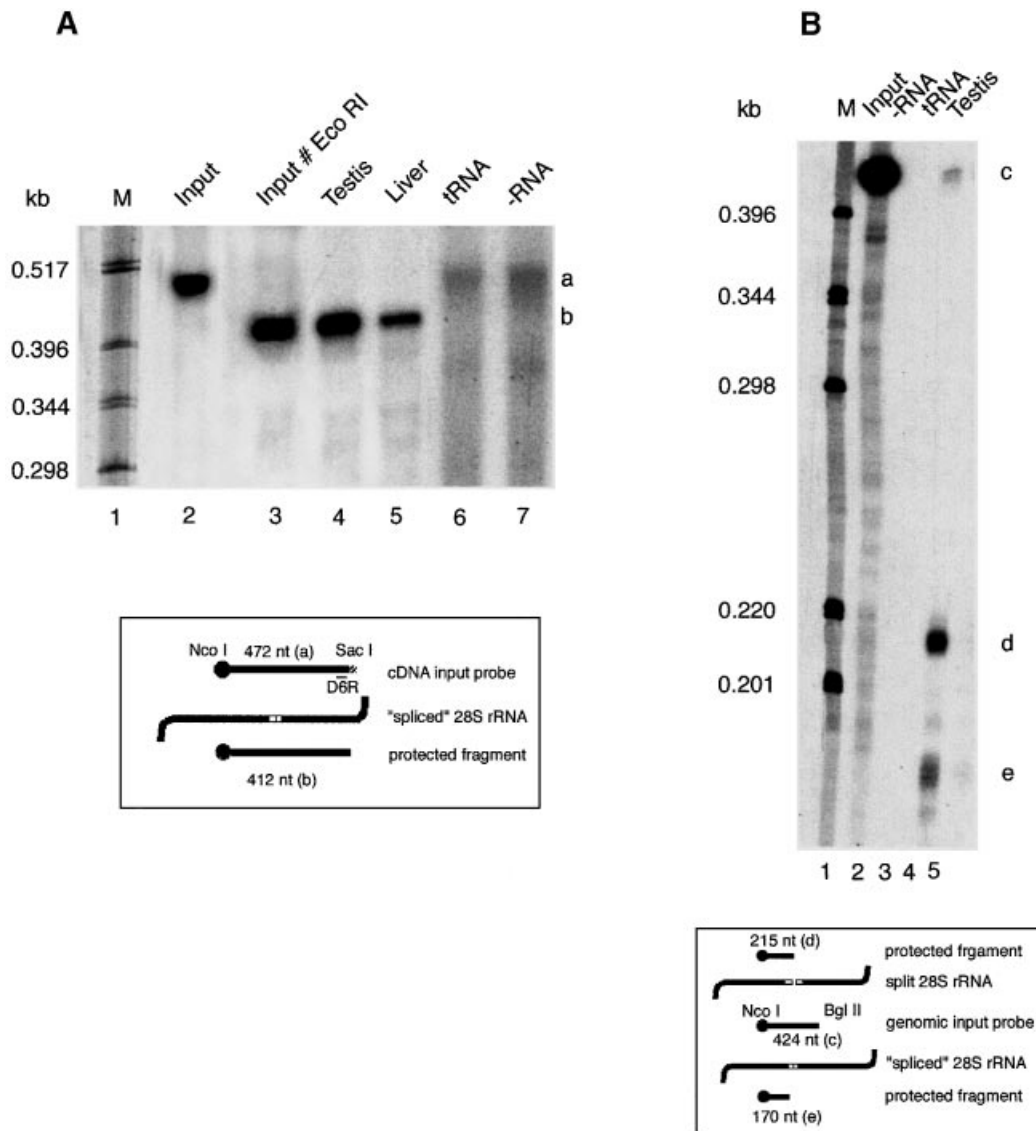 A
kb
M
Input
Input # Eco RI
Testis
Liver
tRNA
-RNA
0.517
0.396
0.344
0.298
a
b
1 2 3 4 5 6 7
Nco I 472 nt (a) Sac I
cDNA input probe
D6R
"spliced" 28S rRNA
protected fragment
412 nt (b)
B
kb
M
Input
-RNA
tRNA
Testis
0.396
0.344
0.298
0.220
0.201
c
d
e
1 2 3 4 5
215 nt (d)
protected frgament
split 28S rRNA
Nco I Bgl II
genomic input probe
424 nt (c)
"spliced" 28S rRNA
protected fragment
170 nt (e)